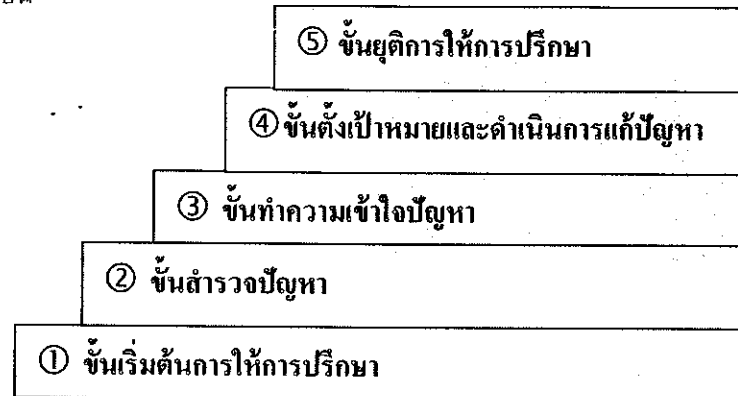 ⑤ ขั้นยุติการให้การปรึกษา
④ ขั้นตั้งเป้าหมายและดำเนินการแก้ปัญหา
③ ขั้นทำความเข้าใจปัญหา
② ขั้นสำรวจปัญหา
① ขั้นเริ่มต้นการให้การปรึกษา